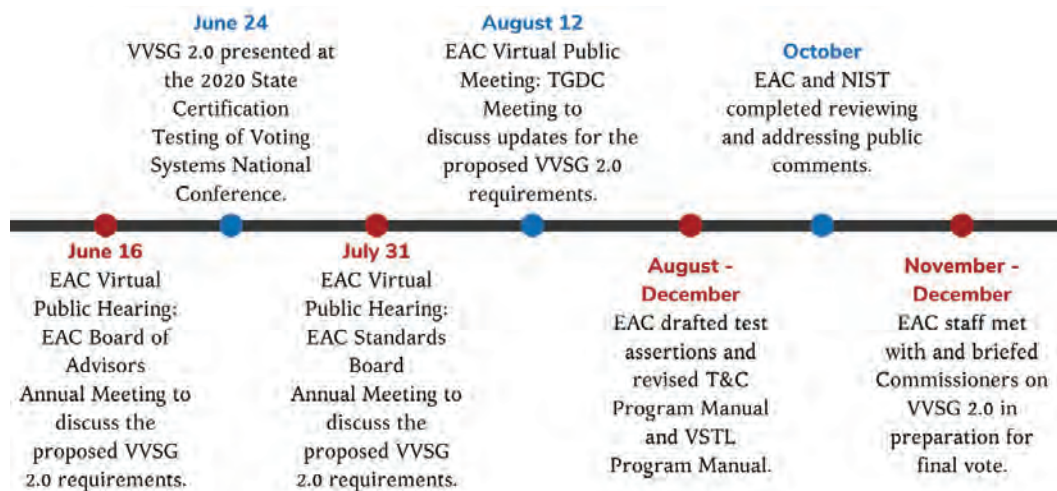 June 24
VVSG 2.0 presented at
the 2020 State
Certification
Testing of Voting
Systems National
Conference.
August 12
EAC Virtual Public
Meeting: TGDC
Meeting to
discuss updates for the
proposed VVSG 2.0
requirements.
October
EAC and NIST
completed reviewing
and addressing public
comments.
June 16
EAC Virtual
Public Hearing:
EAC Board of
Advisors
Annual Meeting to
discuss the
proposed VVSG
2.0 requirements.
July 31
EAC Virtual
Public Hearing:
EAC Standards
Board
Annual Meeting to
discuss the
proposed VVSG
2.0 requirements.
August -
December
EAC drafted test
assertions and
revised T&C
Program Manual
and VSTL
Program Manual.
November -
December
EAC staff met
with and briefed
Commissioners on
VVSG 2.0 in
preparation for
final vote.